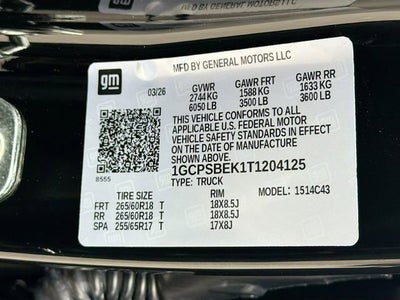 MFD BY GENERAL MOTORS LLC
gm
03/26
GVWR GAWR FRT GAWR RR
2744 KG 1588 KG 1633 KG
6050 LB 3500 LB 3600 LB
THIS VEHICLE CONFORMS TO ALL
APPLICABLE U.S. FEDERAL MOTOR
VEHICLE SAFETY STANDARDS IN EFFECT
ON THE DATE OF MANUFACTURE SHOWN
ABOVE.
1GCPSBEK1T1204125
8555
TYPE: TRUCK
MODEL: 1514C43
TIRE SIZE RIM
FRT 265/60R18 T 18X8.5J
RR 265/60R18 T 18X8.5J
SPA 255/65R17 T 17X8J